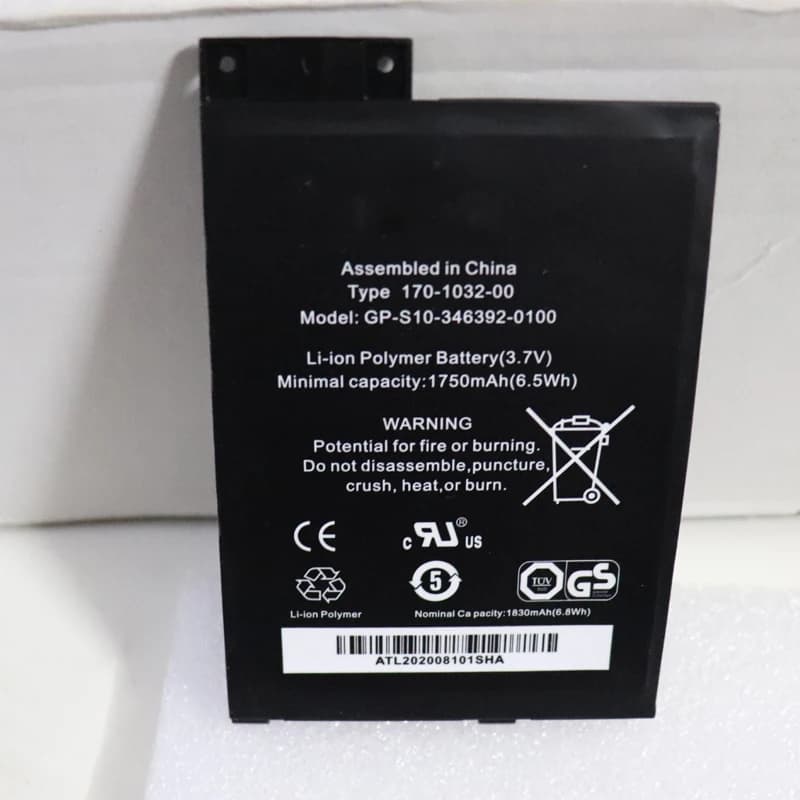 Assembled in China
Type 170-1032-00
Model: GP-S10-346392-0100
Li-ion Polymer Battery(3.7V)
Minimal capacity:1750mAh(6.5Wh)
WARNING
Potential for fire or burning.
Do not disassemble,puncture,
crush, heat,or burn.
CE
c RU ® US
5
TUV GS
Li-ion Polymer
Nominal Ca pacity:1830mAh(6.8Wh)
ATL202008101SHA